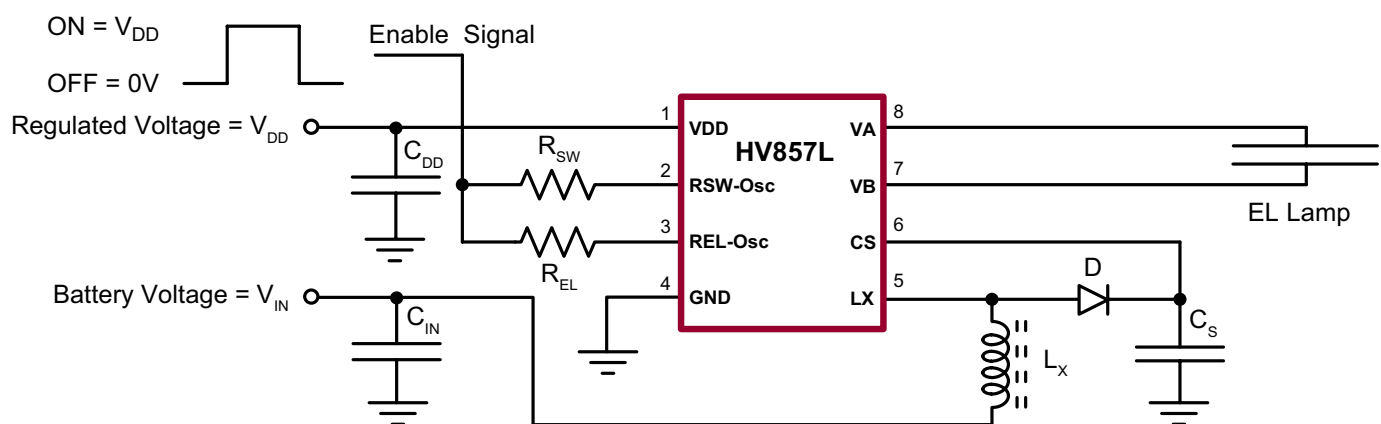 ON = V_DD
Enable Signal
OFF = 0V
Regulated Voltage = V_DD
C_DD
R_SW
1
VDD
HV857L
VA
8
2
RSW-Osc
VB
7
EL Lamp
3
REL-Osc
CS
6
R_EL
D
Battery Voltage = V_IN
C_IN
4
GND
LX
5
C_S
L_X